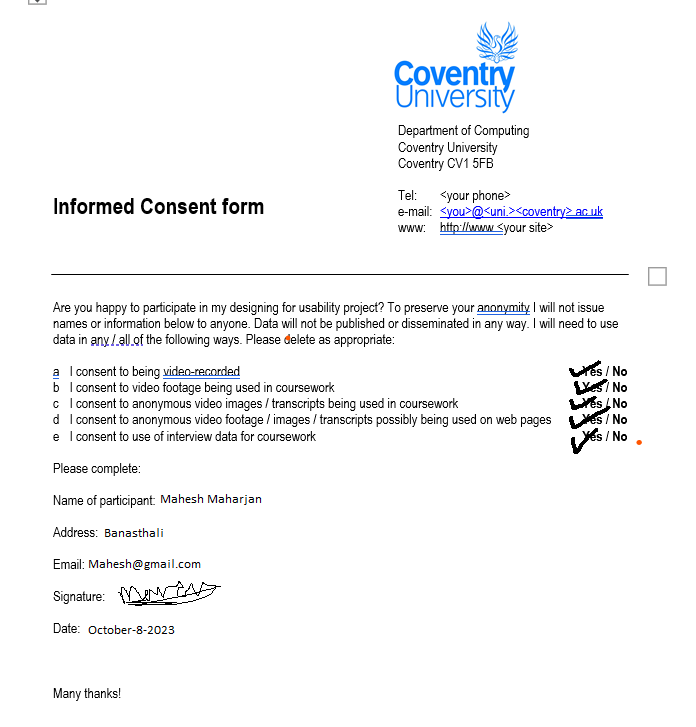 Coventry
University
Department of Computing
Coventry University
Coventry CV1 5FB
Informed Consent form
Tel: <your phone>
e-mail: <you>@<uni.><coventry>.ac.uk
www: http://www.<your site>
Are you happy to participate in my designing for usability project? To preserve your anonymity I will not issue
names or information below to anyone. Data will not be published or disseminated in any way. I will need to use
data in any / all of the following ways. Please delete as appropriate:
a I consent to being video-recorded Yes / No
b I consent to video footage being used in coursework Yes / No
c I consent to anonymous video images / transcripts being used in coursework Yes / No
d I consent to anonymous video footage / images / transcripts possibly being used on web pages Yes / No
e I consent to use of interview data for coursework Yes / No
Please complete:
Name of participant: Mahesh Maharjan
Address: Banasthali
Email: Mahesh@gmail.com
Signature:
Date: October-8-2023
Many thanks!